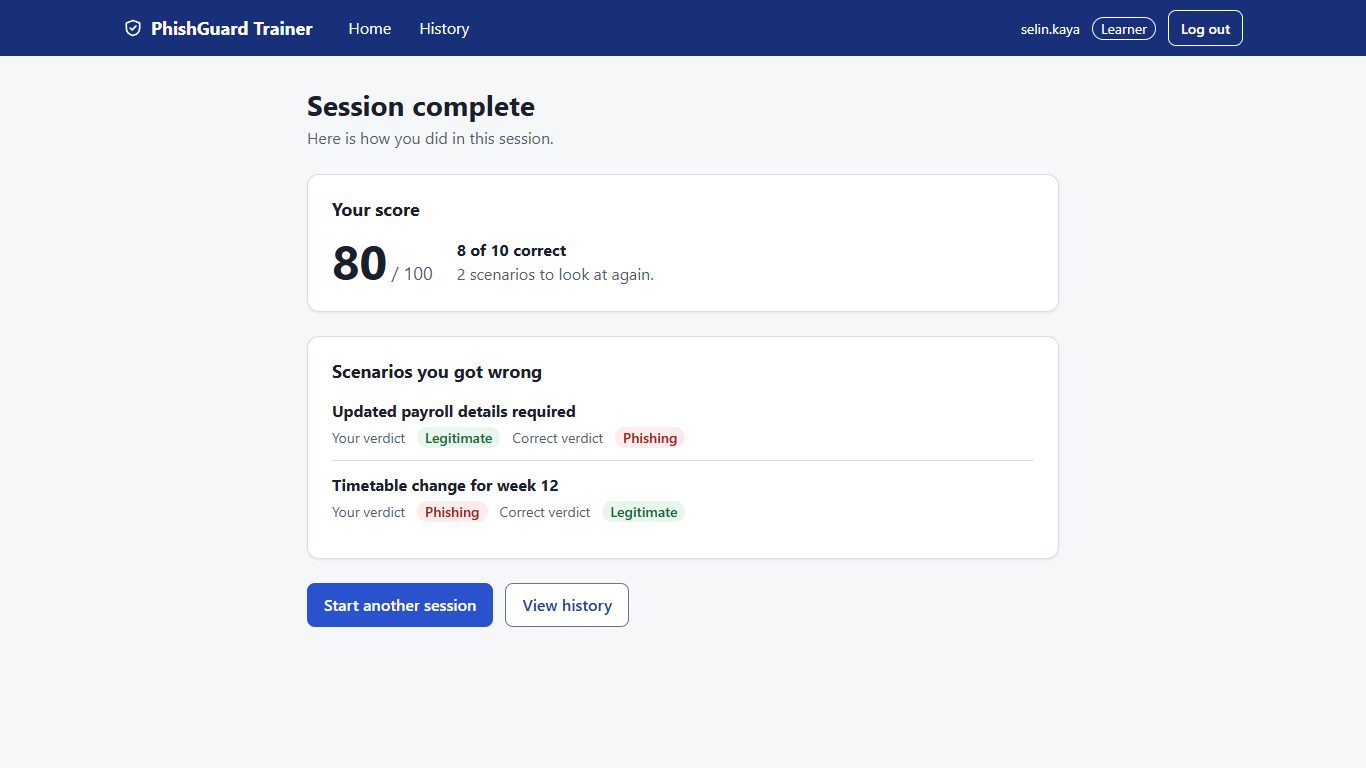 PhishGuard Trainer Home History selin.kaya Learner Log out
Session complete
Here is how you did in this session.
Your score
80 / 100
8 of 10 correct
2 scenarios to look at again.
Scenarios you got wrong
Updated payroll details required
Your verdict Legitimate Correct verdict Phishing
Timetable change for week 12
Your verdict Phishing Correct verdict Legitimate
Start another session View history